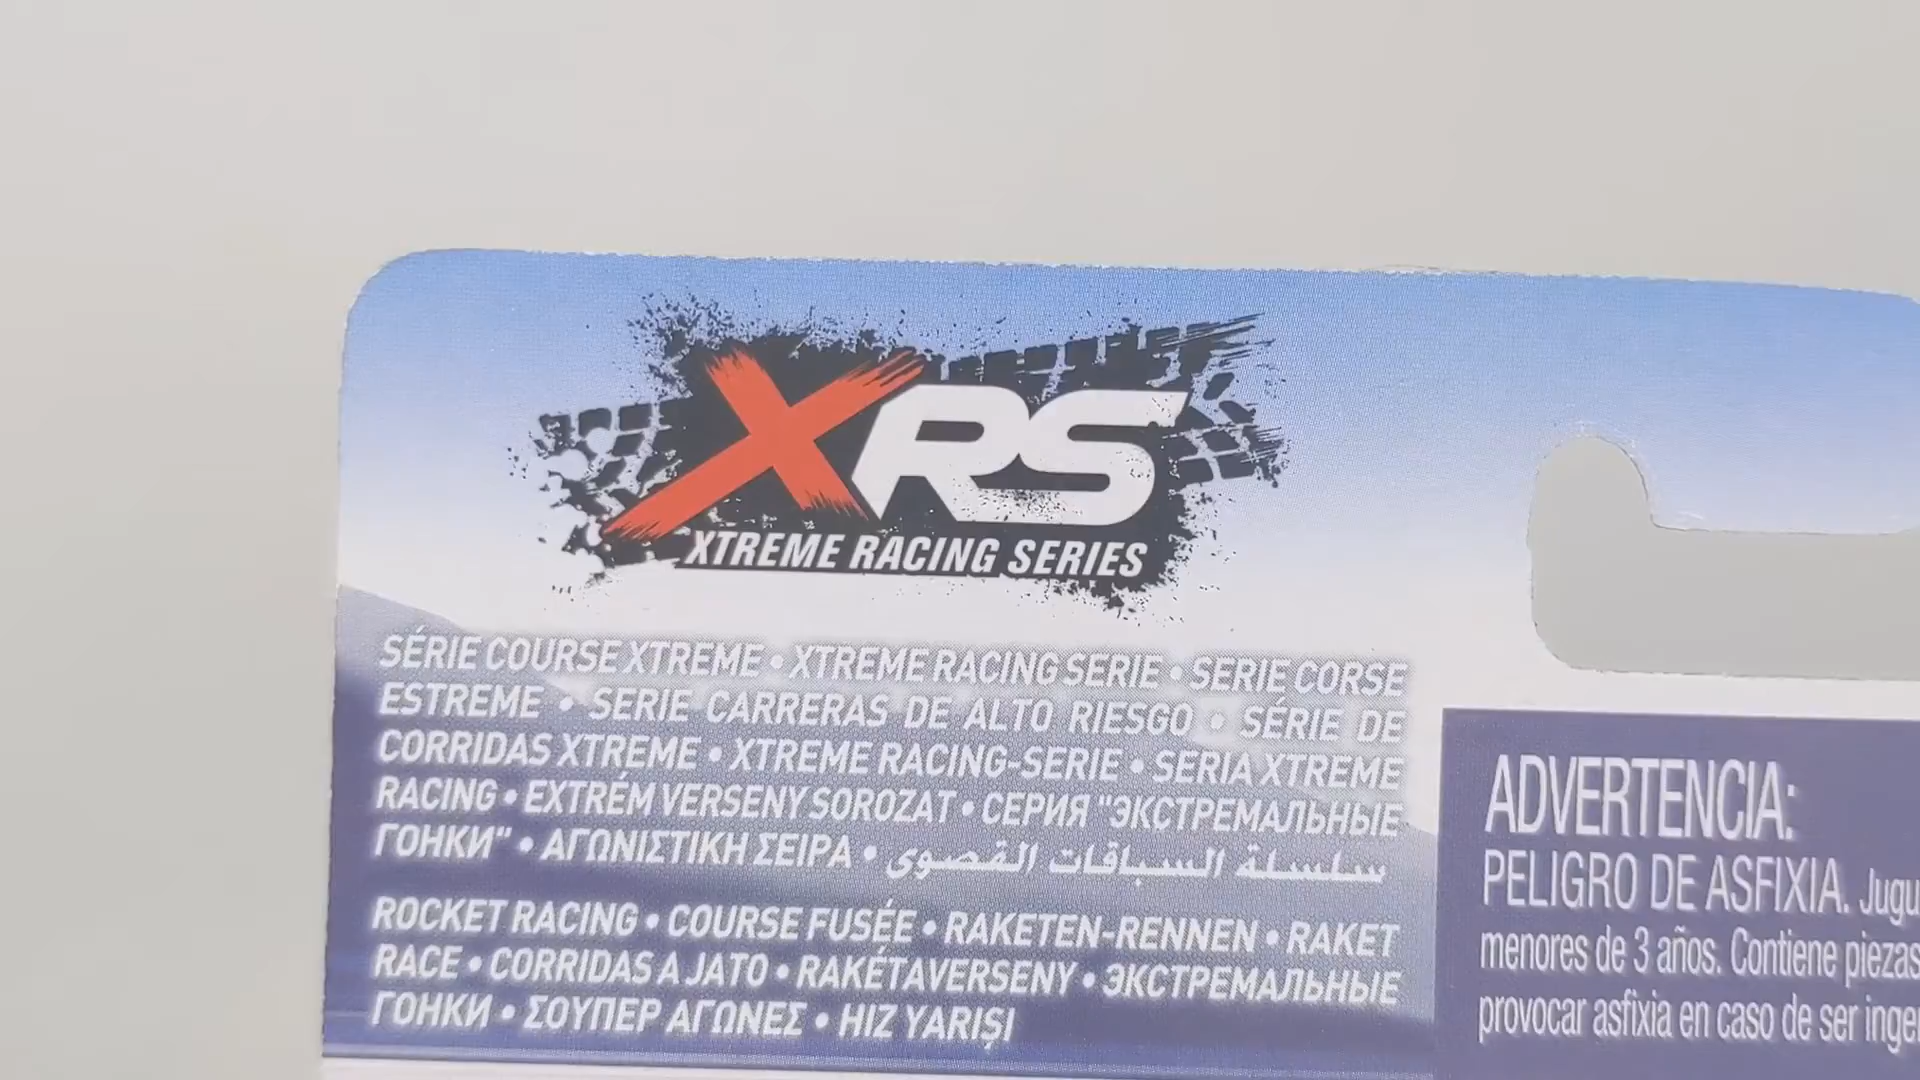 XRS
XTREME RACING SERIES
SÉRIE COURSE XTREME • XTREME RACING SERIE • SERIE CORSE
ESTREME • SERIE CARRERAS DE ALTO RIESGO • SÉRIE DE
CORRIDAS XTREME • XTREME RACING-SERIE • SERIA XTREME
RACING • EXTRÉM VERSENY SOROZAT • СЕРИЯ "ЭКСТРЕМАЛЬНЫЕ
ГОНКИ" • ΑΓΩΝΙΣΤΙΚΗ ΣΕΙΡΑ • سلسلة السباقات القصوى
ROCKET RACING • COURSE FUSÉE • RAKETEN-RENNEN • RAKET
RACE • CORRIDAS A JATO • RAKÉTAVERSENY • ЭКСТРЕМАЛЬНЫЕ
ГОНКИ • ΣΟΥΠΕΡ ΑΓΩΝΕΣ • HIZ YARIŞI
ADVERTENCIA:
PELIGRO DE ASFIXIA. Jugu
menores de 3 años. Contiene piezas
provocar asfixia en caso de ser inge